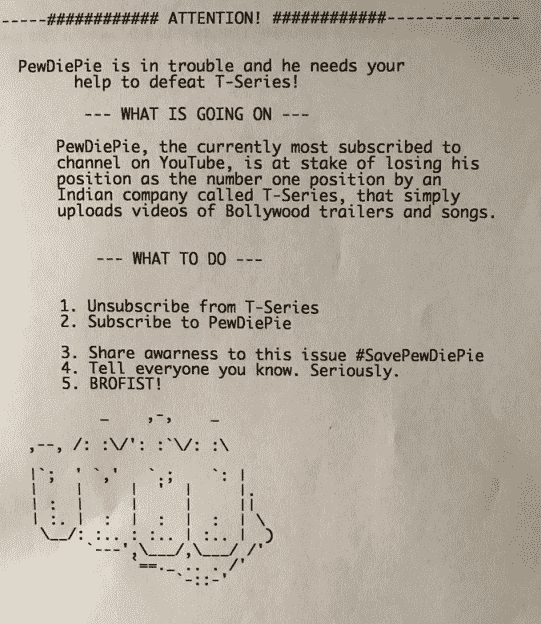 -----############ ATTENTION! ############---------------
PewDiePie is in trouble and he needs your
help to defeat T-Series!
--- WHAT IS GOING ON ---
PewDiePie, the currently most subscribed to
channel on YouTube, is at stake of losing his
position as the number one position by an
Indian company called T-Series, that simply
uploads videos of Bollywood trailers and songs.
--- WHAT TO DO ---
1. Unsubscribe from T-Series
2. Subscribe to PewDiePie
3. Share awarness to this issue #SavePewDiePie
4. Tell everyone you know. Seriously.
5. BROFIST!